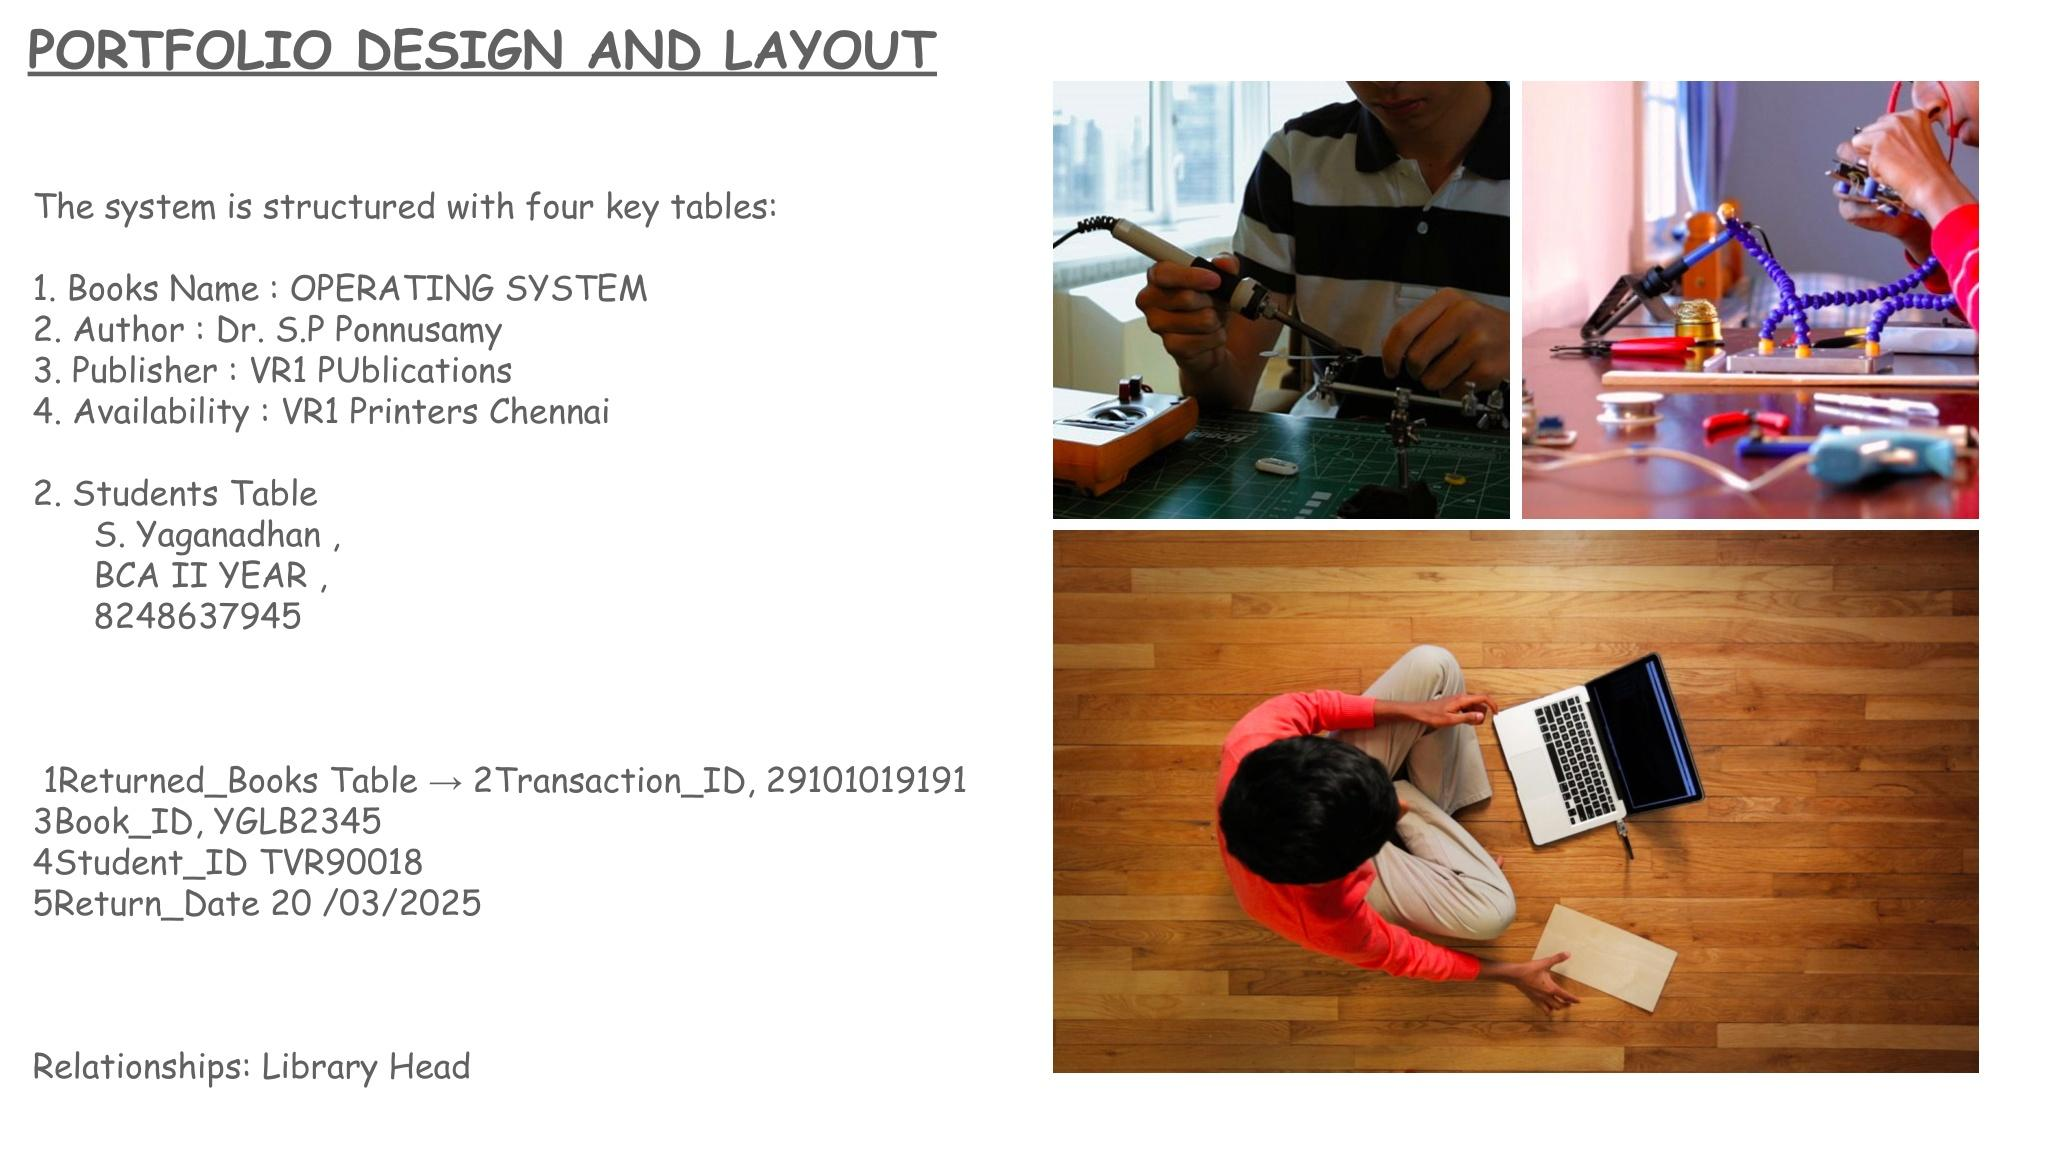 PORTFOLIO DESIGN AND LAYOUT
The system is structured with four key tables:
1. Books Name : OPERATING SYSTEM
2. Author : Dr. S.P Ponnusamy
3. Publisher : VR1 PUblications
4. Availability : VR1 Printers Chennai
2. Students Table
S. Yaganadhan ,
BCA II YEAR ,
8248637945
1Returned_Books Table → 2Transaction_ID, 29101019191
3Book_ID, YGLB2345
4Student_ID TVR90018
5Return_Date 20 /03/2025
Relationships: Library Head